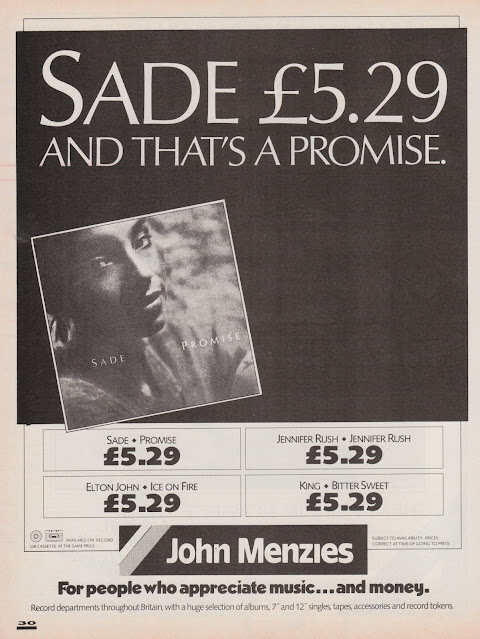 SADE £5.29
AND THAT'S A PROMISE.
SADE
PROMISE
SADE ◆ PROMISE
£5.29
JENNIFER RUSH ◆ JENNIFER RUSH
£5.29
ELTON JOHN ◆ ICE ON FIRE
£5.29
KING ◆ BITTER SWEET
£5.29
AVAILABLE ON RECORD
OR CASSETTE AT THE SAME PRICE
SUBJECT TO AVAILABILITY. PRICES
CORRECT AT TIME OF GOING TO PRESS
John Menzies
For people who appreciate music...and money.
Record departments throughout Britain, with a huge selection of albums, 7" and 12" singles, tapes, accessories and record tokens.
30